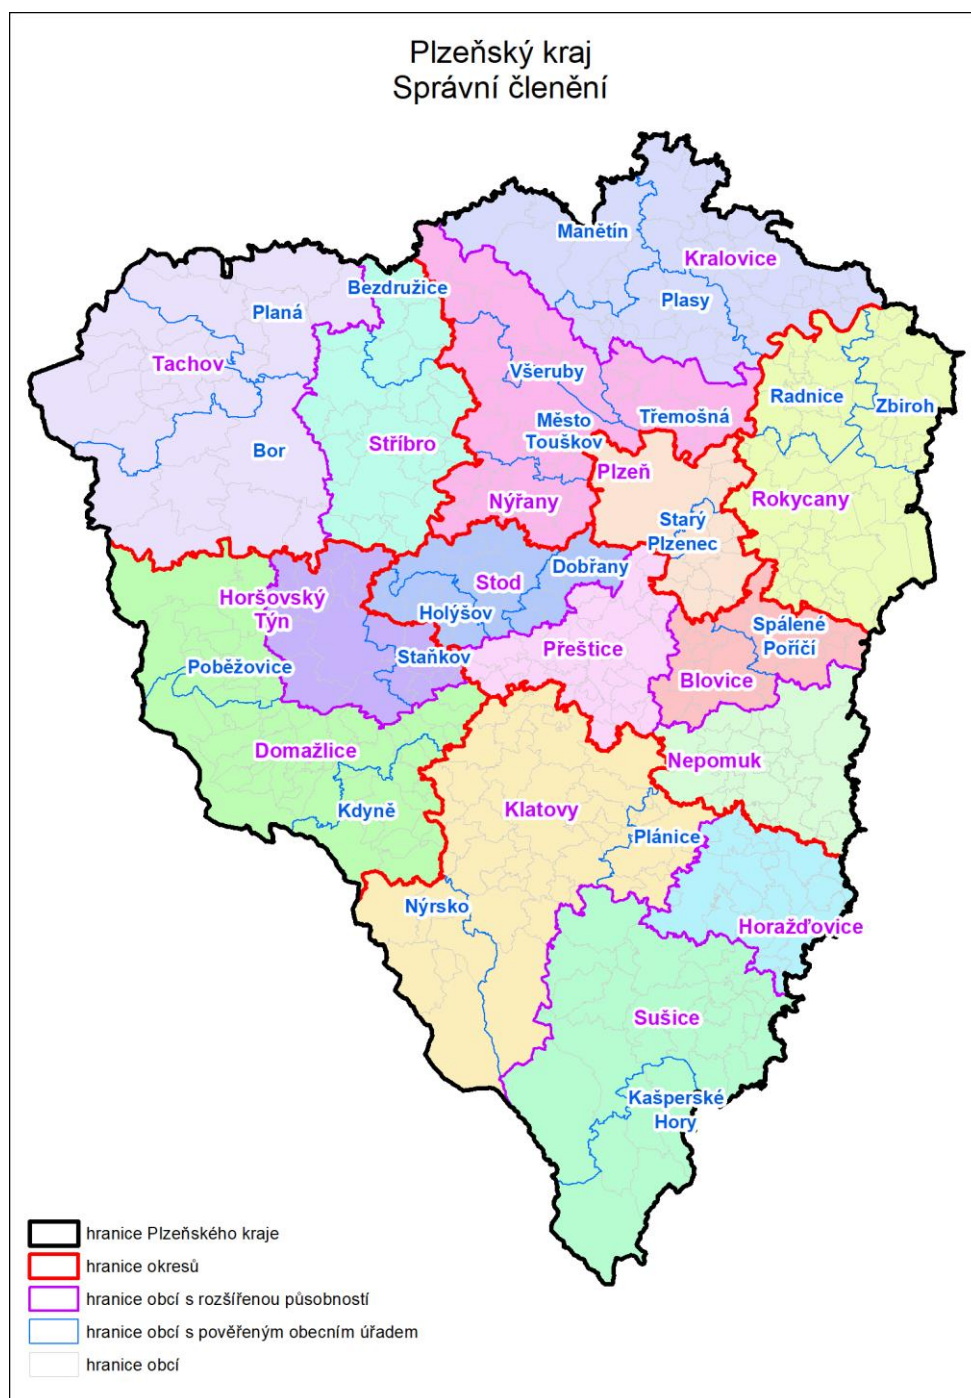 Plzeňský kraj
Správní členění
Manětín
Kralovice
Bezdružice
Plasy
Planá
Tachov
Všeruby
Radnice
Zbiroh
Město
Touškov
Třemošná
Bor
Stříbro
Plzeň
Nýřany
Rokycany
Starý
Plzenec
Dobřany
Stod
Horšovský
Týn
Holýšov
Spálené
Poříčí
Přeštice
Staňkov
Poběžovice
Blovice
Domažlice
Nepomuk
Kdyně
Klatovy
Plánice
Nýrsko
Horažďovice
Sušice
Kašperské
Hory
hranice Plzeňského kraje
hranice okresů
hranice obcí s rozšířenou působností
hranice obcí s pověřeným obecním úřadem
hranice obcí